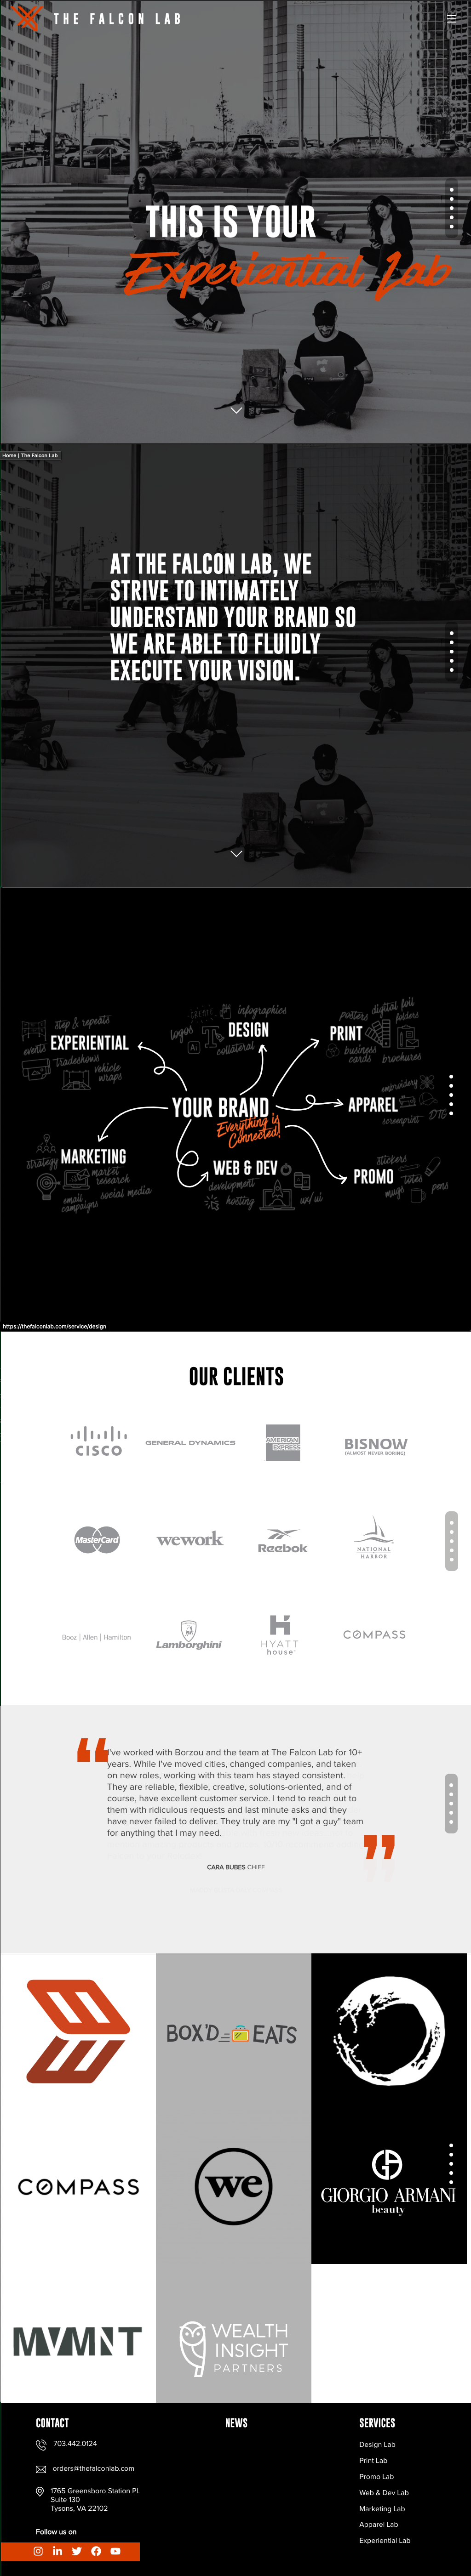 THE FALCON LAB
THIS IS YOUR
Experiential Lab
Home | The Falcon Lab
AT THE FALCON LAB, WE
STRIVE TO INTIMATELY
UNDERSTAND YOUR BRAND SO
WE ARE ABLE TO FLUIDLY
EXECUTE YOUR VISION.
step & repeats
EXPERIENTIAL
events
tradeshows
vehicle
wraps
CREATE
infographics
logos
DESIGN
Ai
collateral
posters
digital foil
folders
PRINT
business
cards
brochures
YOUR BRAND
Everything is
Connected!
embroidery
APPAREL
screenprint
DTG
MARKETING
strategy
market
research
social media
email
campaigns
WEB & DEV
development
hosting
ux/ui
stickers
PROMO
totes
mugs
pens
https://thefalconlab.com/service/design
OUR CLIENTS
CISCO
GENERAL DYNAMICS
AMERICAN
EXPRESS
BISNOW
(ALMOST NEVER BORING)
MasterCard
wework
Reebok
NATIONAL
HARBOR
Booz | Allen | Hamilton
Lamborghini
HYATT
house
COMPASS
“I've worked with Borzou and the team at The Falcon Lab for 10+
years. While I've moved cities, changed companies, and taken
on new roles, working with this team has stayed consistent.
They are reliable, flexible, creative, solutions-oriented, and of
course, have excellent customer service. I tend to reach out to
them with ridiculous requests and last minute asks and they
have never failed to deliver. They truly are my "I got a guy" team
for anything that I may need. ”
CARA BUBES CHIEF
BOX'D EATS
COMPASS
we
GIORGIO ARMANI
beauty
MVMNT
WEALTH
INSIGHT
PARTNERS
CONTACT
703.442.0124
orders@thefalconlab.com
1765 Greensboro Station Pl.
Suite 130
Tysons, VA 22102
Follow us on
NEWS
SERVICES
Design Lab
Print Lab
Promo Lab
Web & Dev Lab
Marketing Lab
Apparel Lab
Experiential Lab